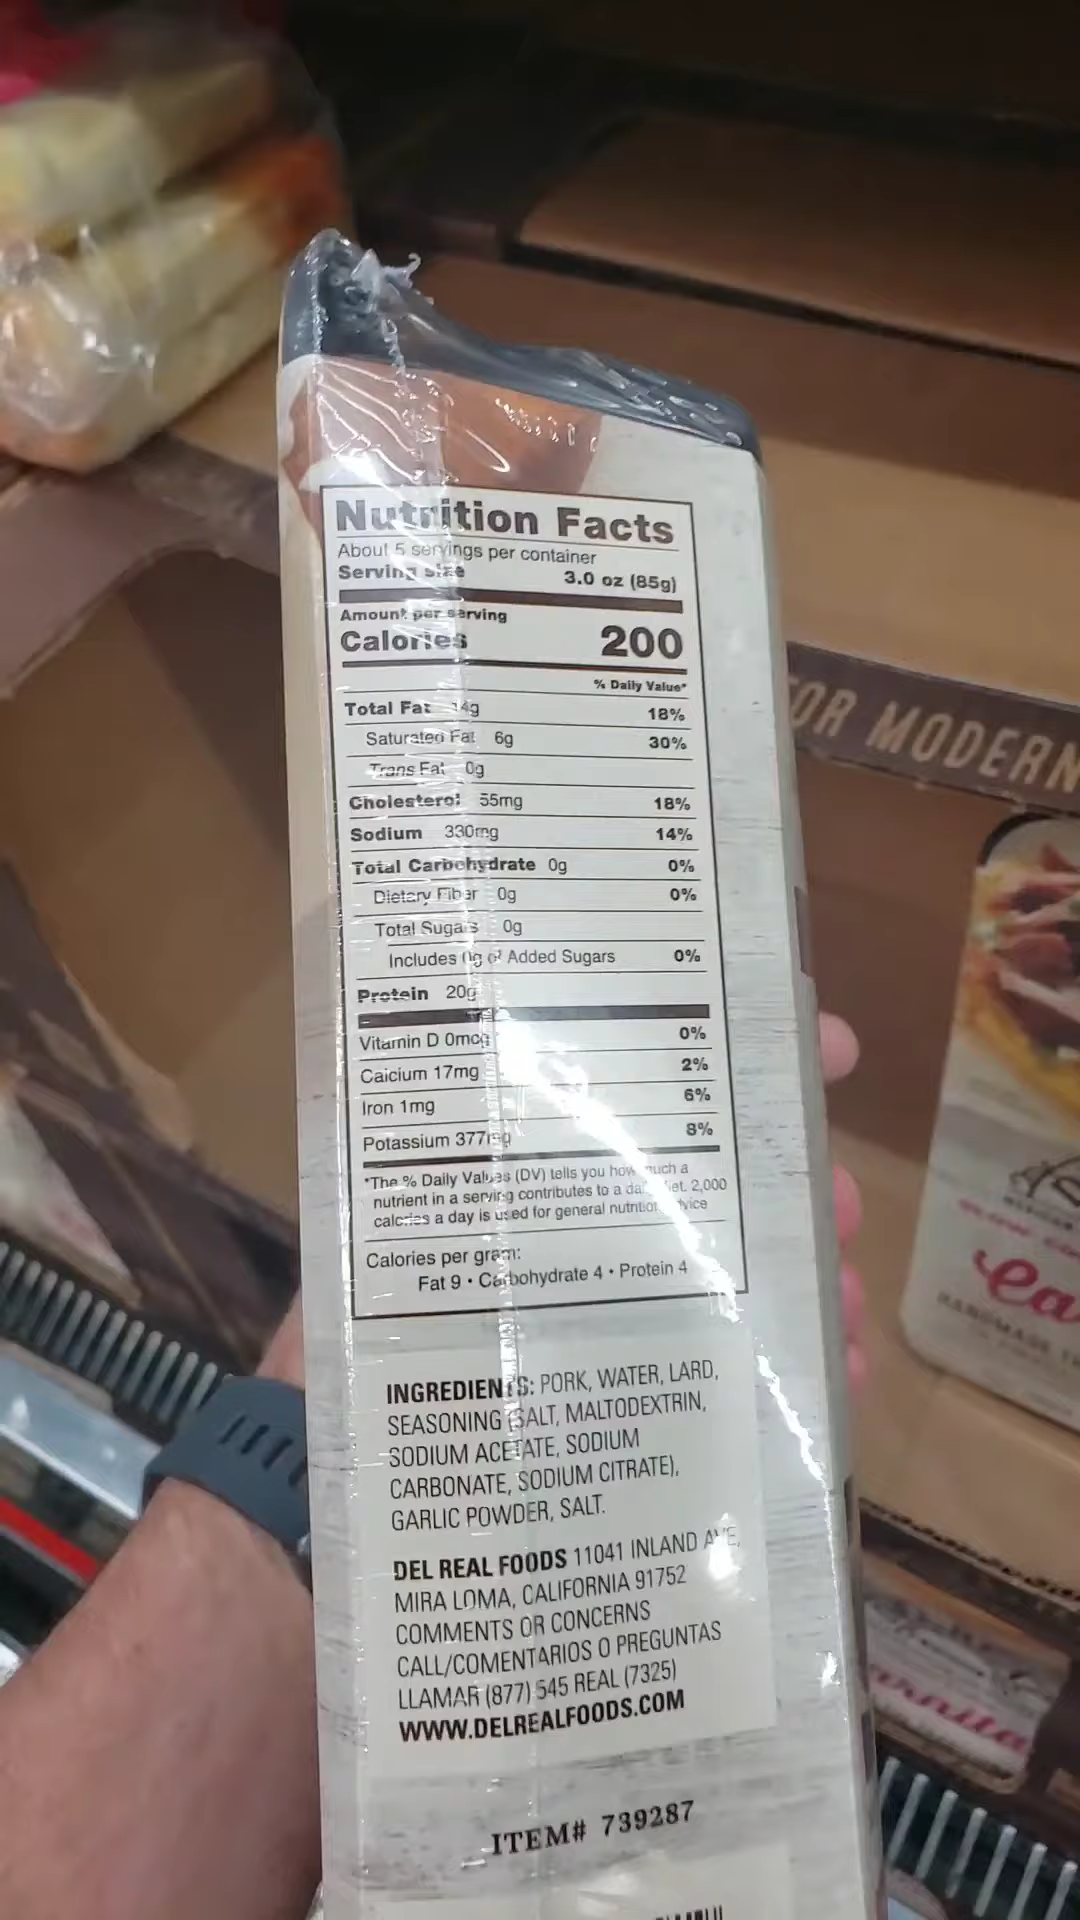 Nutrition Facts
About 5 servings per container
Serving size 3.0 oz (85g)
Amount per serving
Calories 200
% Daily Value*
Total Fat 14g 18%
Saturated Fat 6g 30%
Trans Fat 0g
Cholesterol 55mg 18%
Sodium 330mg 14%
Total Carbohydrate 0g 0%
Dietary Fiber 0g 0%
Total Sugars 0g
Includes 0g of Added Sugars 0%
Protein 20g
Vitamin D 0mcg 0%
Calcium 17mg 2%
Iron 1mg 6%
Potassium 377mg 8%
*The % Daily Values (DV) tells you how much a
nutrient in a serving contributes to a daily diet. 2,000
calories a day is used for general nutrition advice
Calories per gram:
Fat 9 • Carbohydrate 4 • Protein 4
INGREDIENTS: PORK, WATER, LARD,
SEASONING (SALT, MALTODEXTRIN,
SODIUM ACETATE, SODIUM
CARBONATE, SODIUM CITRATE),
GARLIC POWDER, SALT.
DEL REAL FOODS 11041 INLAND AVE,
MIRA LOMA, CALIFORNIA 91752
COMMENTS OR CONCERNS
CALL/COMENTARIOS O PREGUNTAS
LLAMAR (877) 545 REAL (7325)
WWW.DELREALFOODS.COM
ITEM# 739287
FOR MODERN